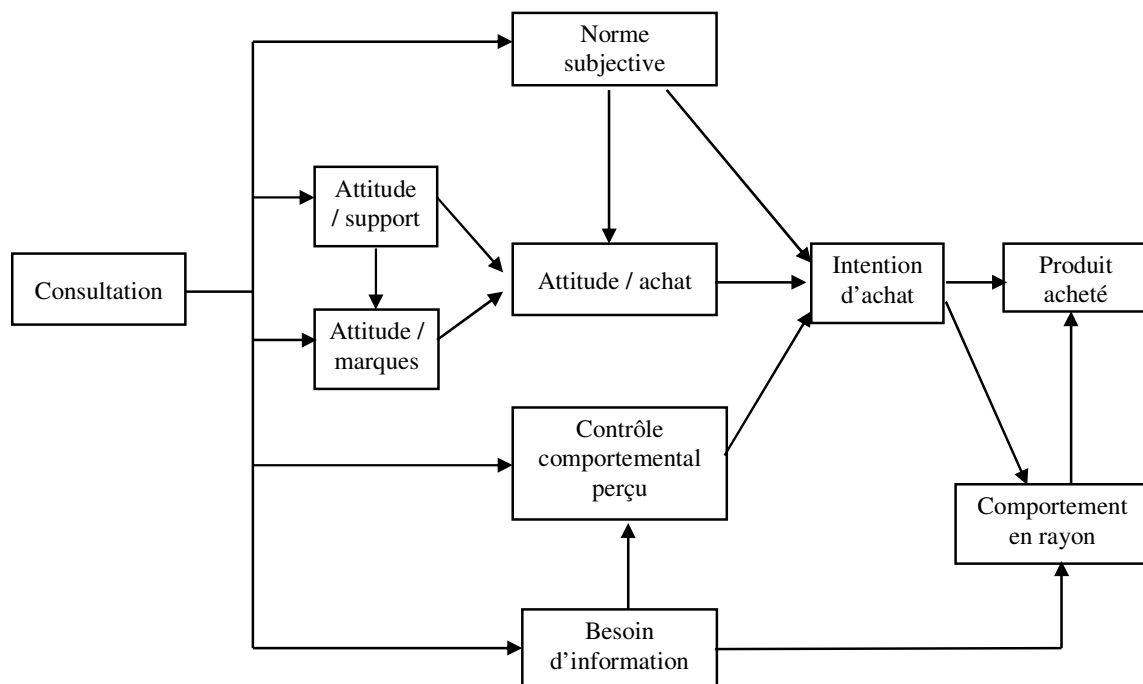 Norme
subjective
Attitude
/ support
Consultation
Attitude / achat
Intention
d’achat
Produit
acheté
Attitude /
marques
Contrôle
comportemental
perçu
Comportement
en rayon
Besoin
d’information